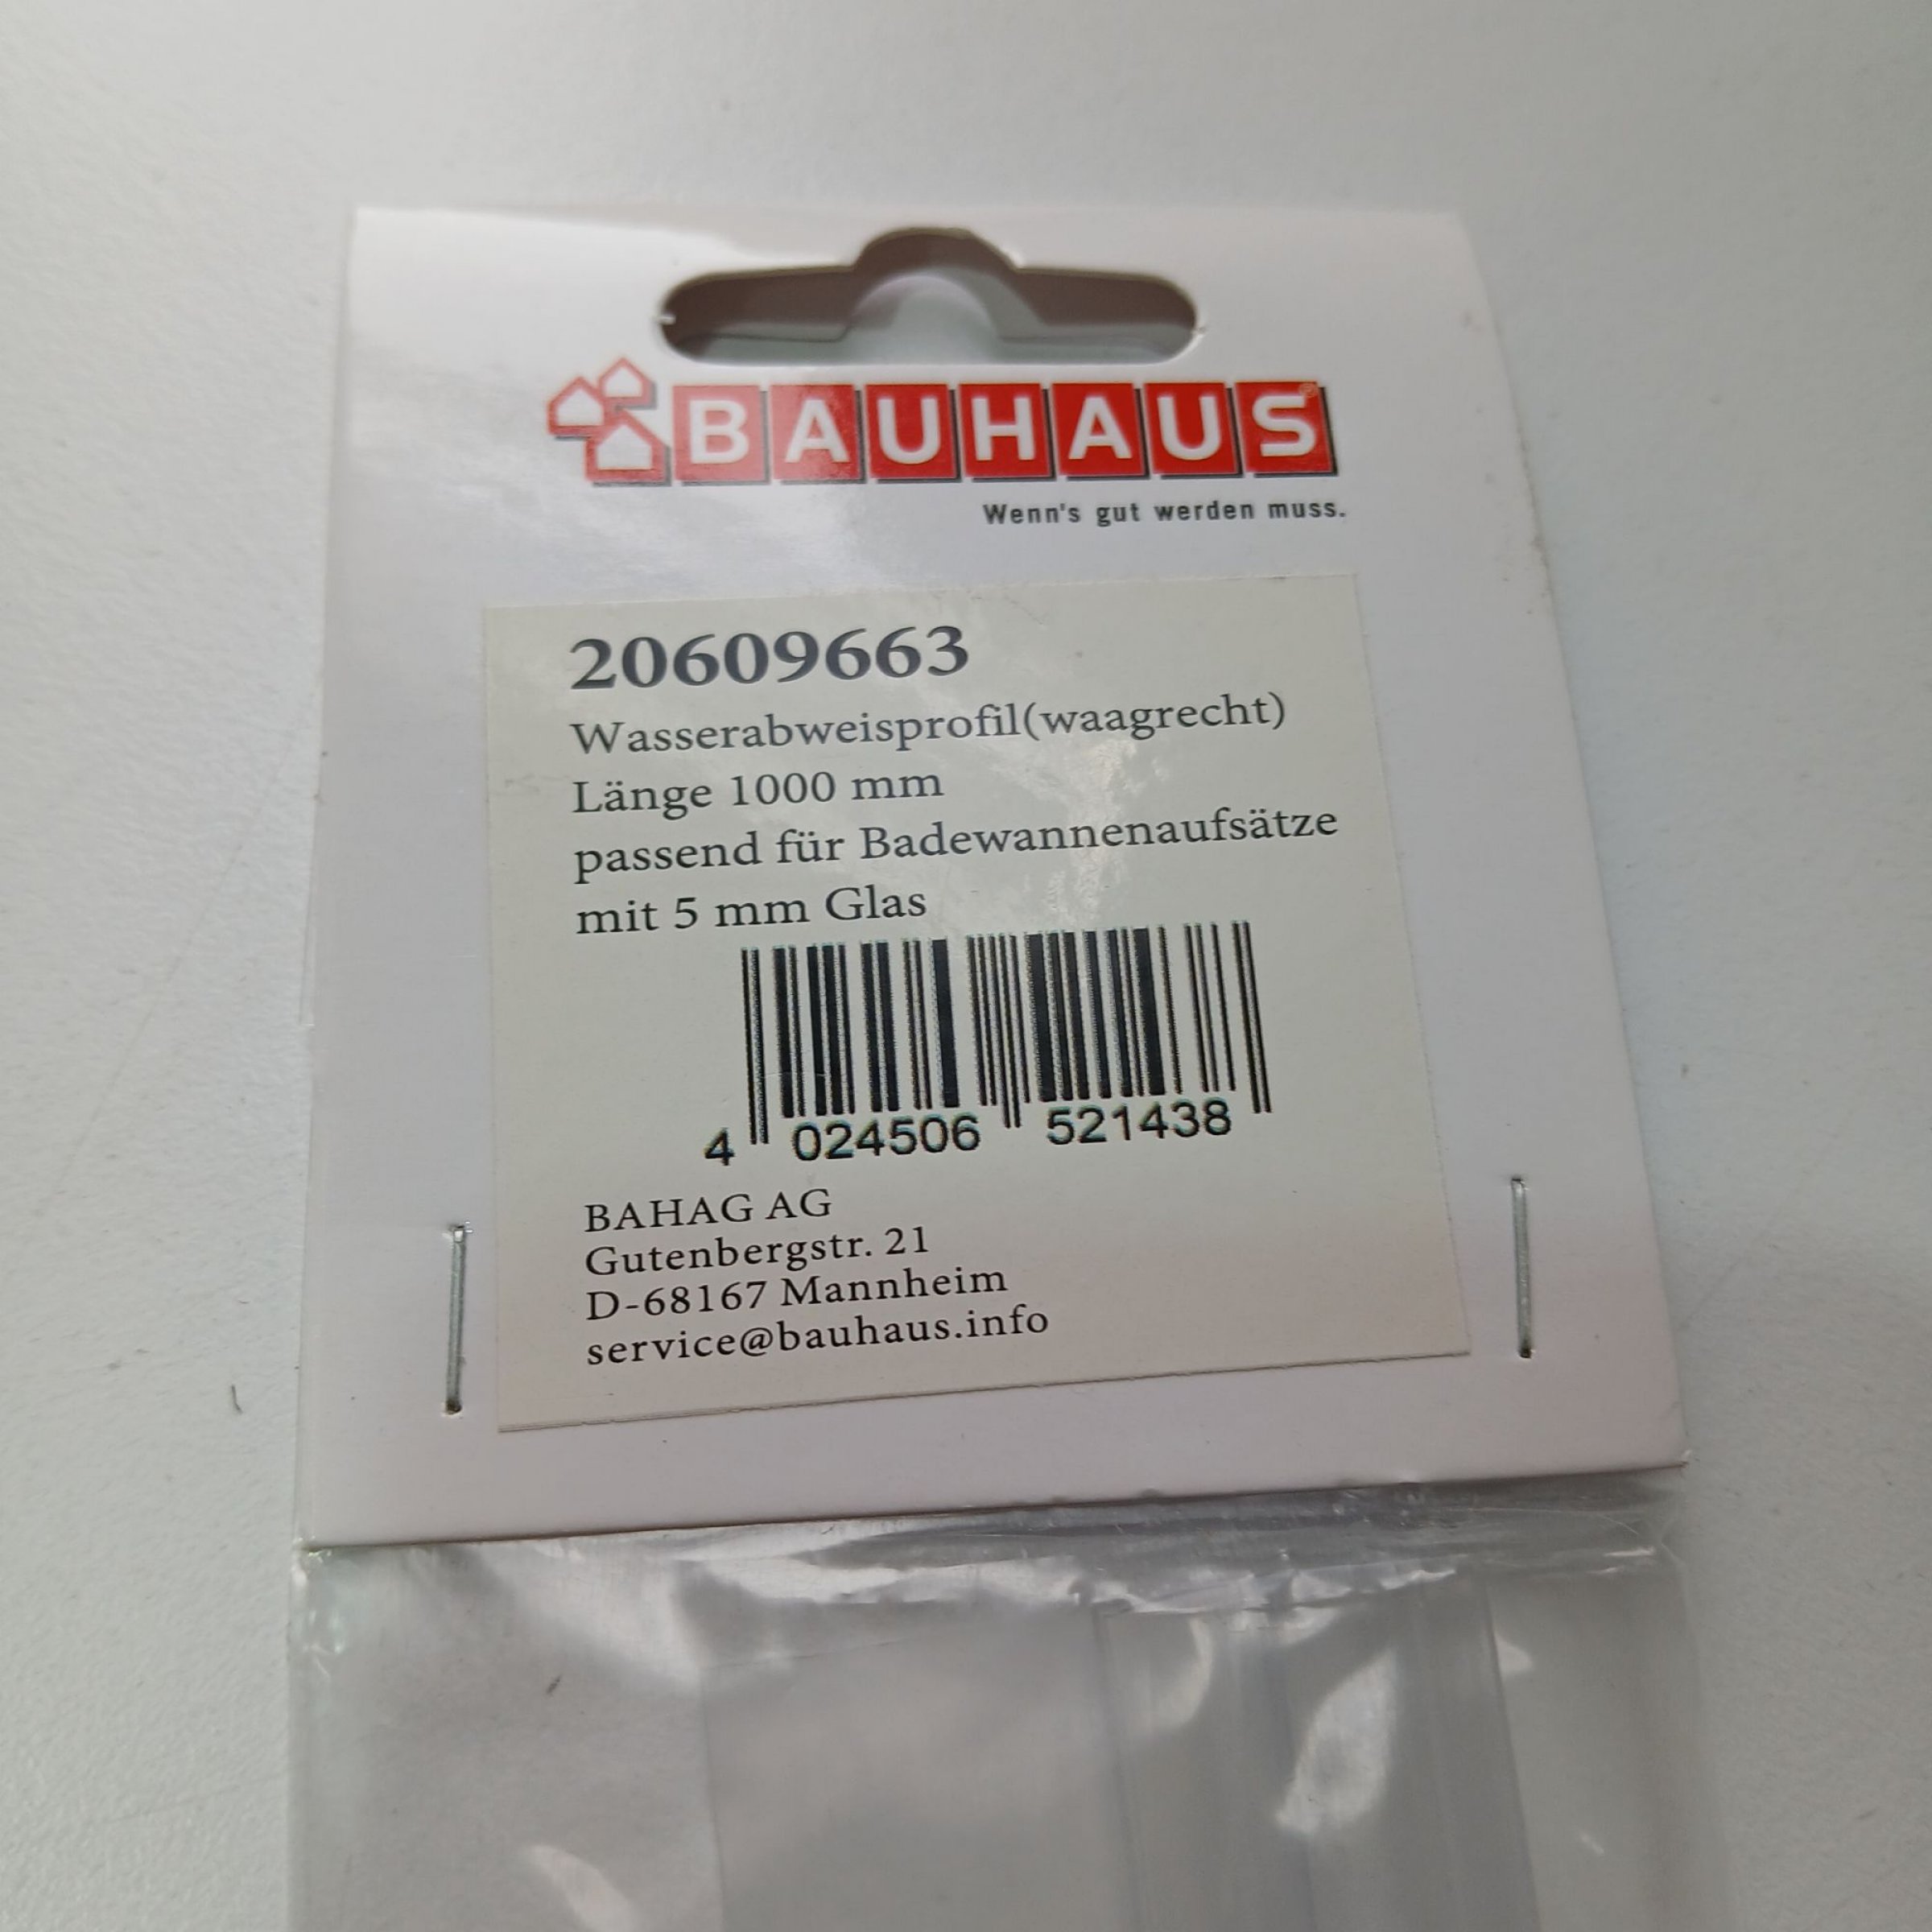 BAUHAUS®
Wenn's gut werden muss.
20609663
Wasserabweisprofil(waagrecht)
Länge 1000 mm
passend für Badewannenaufsätze
mit 5 mm Glas
4 024506 521438
BAHAG AG
Gutenbergstr. 21
D-68167 Mannheim
service@bauhaus.info